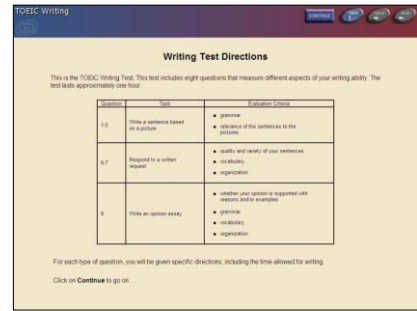 TOEIC Writing
CONTINUE
Writing Test Directions
This is the TOEIC Writing Test. This test includes eight questions that measure different aspects of your writing ability. The
test lasts approximately one hour.
Question Task Evaluation Criteria
1-5 Write a sentence based
on a picture
• grammar
• relevance of the sentences to the
pictures
6-7 Respond to a written
request
• quality and variety of your sentences
• vocabulary
• organization
8 Write an opinion essay
• whether your opinion is supported with
reasons and/or examples
• grammar
• vocabulary
• organization
For each type of question, you will be given specific directions, including the time allowed for writing.
Click on Continue to go on.